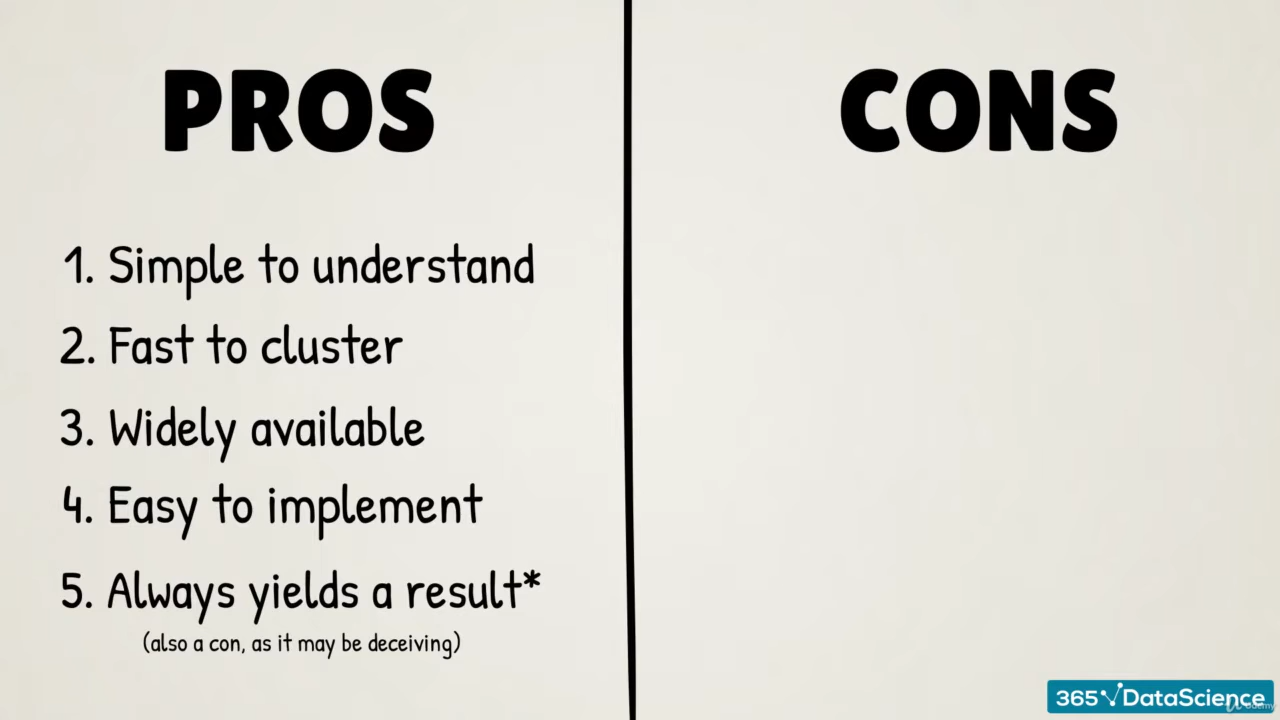 PROS
1. Simple to understand
2. Fast to cluster
3. Widely available
4. Easy to implement
5. Always yields a result*
(also a con, as it may be deceiving)
CONS
365 DataScience
udemy